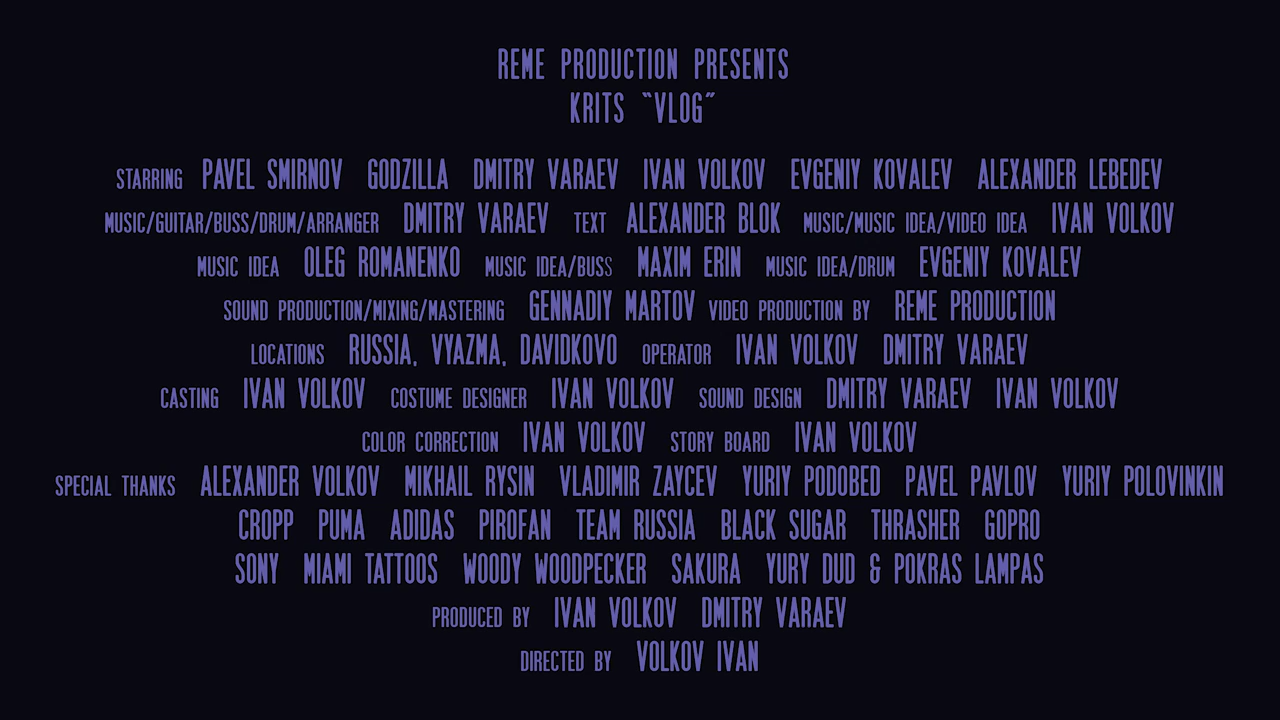 REME PRODUCTION PRESENTS
KRITS "VLOG"
STARRING PAVEL SMIRNOV GODZILLA DMITRY VARAEV IVAN VOLKOV EVGENIY KOVALEV ALEXANDER LEBEDEV
MUSIC/GUITAR/BUSS/DRUM/ARRANGER DMITRY VARAEV TEXT ALEXANDER BLOK MUSIC/MUSIC IDEA/VIDEO IDEA IVAN VOLKOV
MUSIC IDEA OLEG ROMANENKO MUSIC IDEA/BUSS MAXIM ERIN MUSIC IDEA/DRUM EVGENIY KOVALEV
SOUND PRODUCTION/MIXING/MASTERING GENNADIY MARTOV VIDEO PRODUCTION BY REME PRODUCTION
LOCATIONS RUSSIA, VYAZMA, DAVIDKOVO OPERATOR IVAN VOLKOV DMITRY VARAEV
CASTING IVAN VOLKOV COSTUME DESIGNER IVAN VOLKOV SOUND DESIGN DMITRY VARAEV IVAN VOLKOV
COLOR CORRECTION IVAN VOLKOV STORY BOARD IVAN VOLKOV
SPECIAL THANKS ALEXANDER VOLKOV MIKHAIL RYSIN VLADIMIR ZAYCEV YURIY PODOBED PAVEL PAVLOV YURIY POLOVINKIN
CROPP PUMA ADIDAS PIROFAN TEAM RUSSIA BLACK SUGAR THRASHER GOPRO
SONY MIAMI TATTOOS WOODY WOODPECKER SAKURA YURY DUD & POKRAS LAMPAS
PRODUCED BY IVAN VOLKOV DMITRY VARAEV
DIRECTED BY VOLKOV IVAN